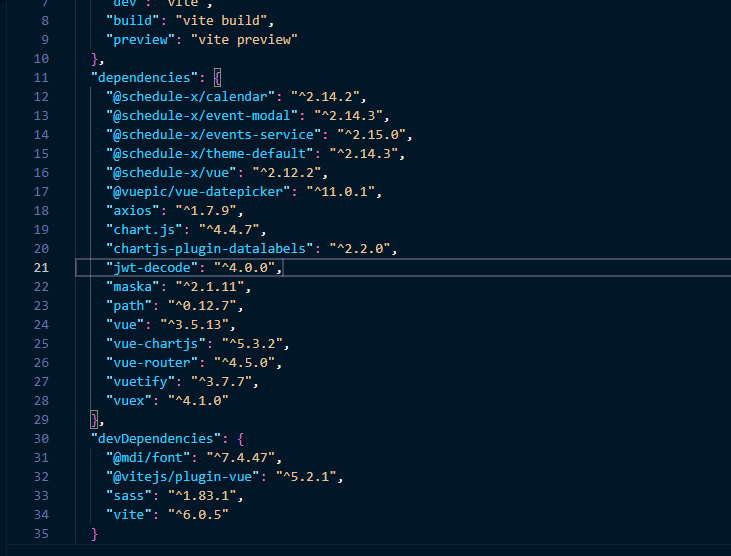 7 "dev": "vite",
8 "build": "vite build",
9 "preview": "vite preview"
10 },
11 "dependencies": {
12 "@schedule-x/calendar": "^2.14.2",
13 "@schedule-x/event-modal": "^2.14.3",
14 "@schedule-x/events-service": "^2.15.0",
15 "@schedule-x/theme-default": "^2.14.3",
16 "@schedule-x/vue": "^2.12.2",
17 "@vuepic/vue-datepicker": "^11.0.1",
18 "axios": "^1.7.9",
19 "chart.js": "^4.4.7",
20 "chartjs-plugin-datalabels": "^2.2.0",
21 "jwt-decode": "^4.0.0",
22 "maska": "^2.1.11",
23 "path": "^0.12.7",
24 "vue": "^3.5.13",
25 "vue-chartjs": "^5.3.2",
26 "vue-router": "^4.5.0",
27 "vuetify": "^3.7.7",
28 "vuex": "^4.1.0"
29 },
30 "devDependencies": {
31 "@mdi/font": "^7.4.47",
32 "@vitejs/plugin-vue": "^5.2.1",
33 "sass": "^1.83.1",
34 "vite": "^6.0.5"
35 }